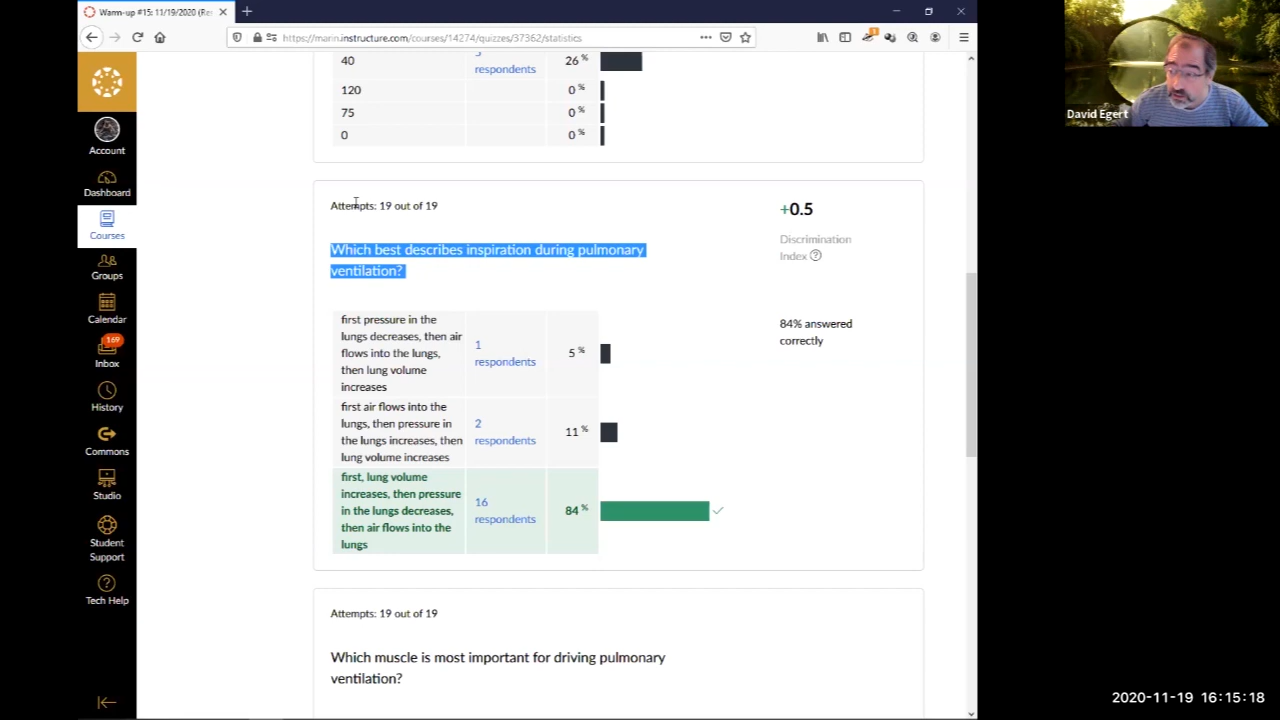 Warm-up #15: 11/19/2020 (Re
https://marin.instructure.com/courses/14274/quizzes/37362/statistics
David Egert
Account
Dashboard
Courses
Groups
Calendar
169
Inbox
History
Commons
Studio
Student
Support
Tech Help
40 respondents 26 %
120 0 %
75 0 %
0 0 %
Attempts: 19 out of 19
+0.5
Discrimination
Index ?
Which best describes inspiration during pulmonary
ventilation?
84% answered
correctly
first pressure in the
lungs decreases, then air
flows into the lungs,
then lung volume
increases
1
respondents
5 %
first air flows into the
lungs, then pressure in
the lungs increases, then
lung volume increases
2
respondents
11 %
first, lung volume
increases, then pressure
in the lungs decreases,
then air flows into the
lungs
16
respondents
84 %
Attempts: 19 out of 19
Which muscle is most important for driving pulmonary
ventilation?
2020-11-19 16:15:18